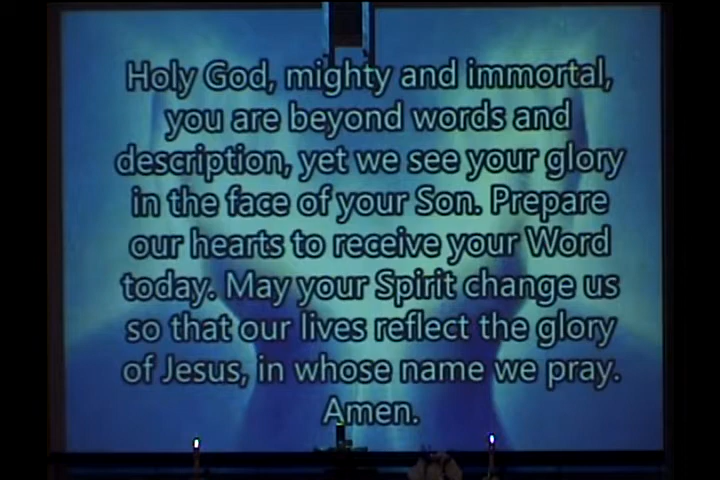 Holy God, mighty and immortal,
you are beyond words and
description, yet we see your glory
in the face of your Son. Prepare
our hearts to receive your Word
today. May your Spirit change us
so that our lives reflect the glory
of Jesus, in whose name we pray.
Amen.